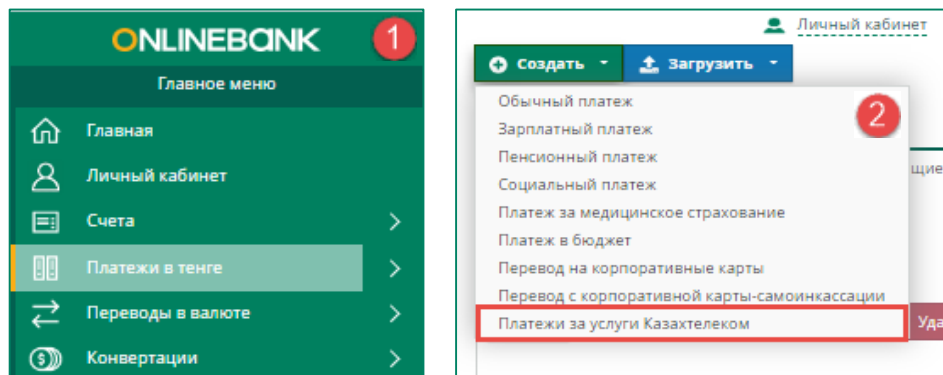 ONLINEBANK
1
Главное меню
Главная
Личный кабинет
Счета
Платежи в тенге
Переводы в валюте
Конвертации
Личный кабинет
Создать
Загрузить
2
Обычный платеж
Зарплатный платеж
Пенсионный платеж
Социальный платеж
щие
Платеж за медицинское страхование
Платеж в бюджет
Перевод на корпоративные карты
Перевод с корпоративной карты-самоинкассации
Платежи за услуги Казахтелеком
Уда